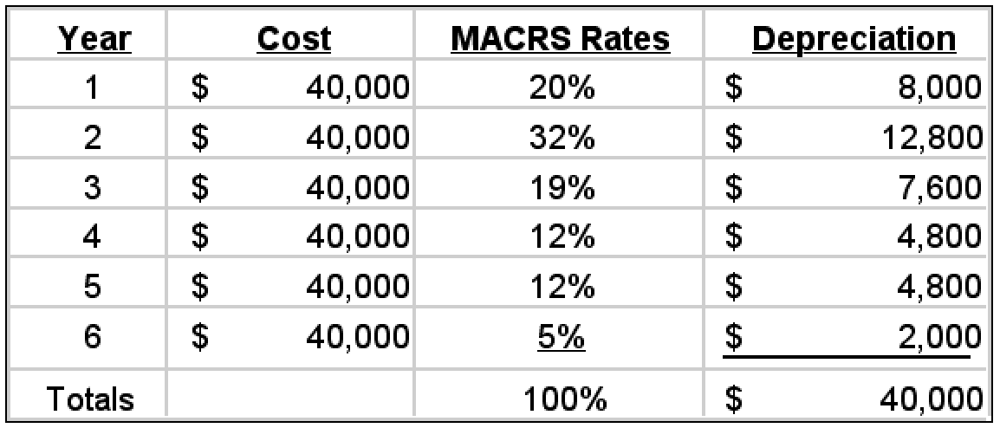 Year Cost MACRS Rates Depreciation
1 $ 40,000 20% $ 8,000
2 $ 40,000 32% $ 12,800
3 $ 40,000 19% $ 7,600
4 $ 40,000 12% $ 4,800
5 $ 40,000 12% $ 4,800
6 $ 40,000 5% $ 2,000
Totals 100% $ 40,000